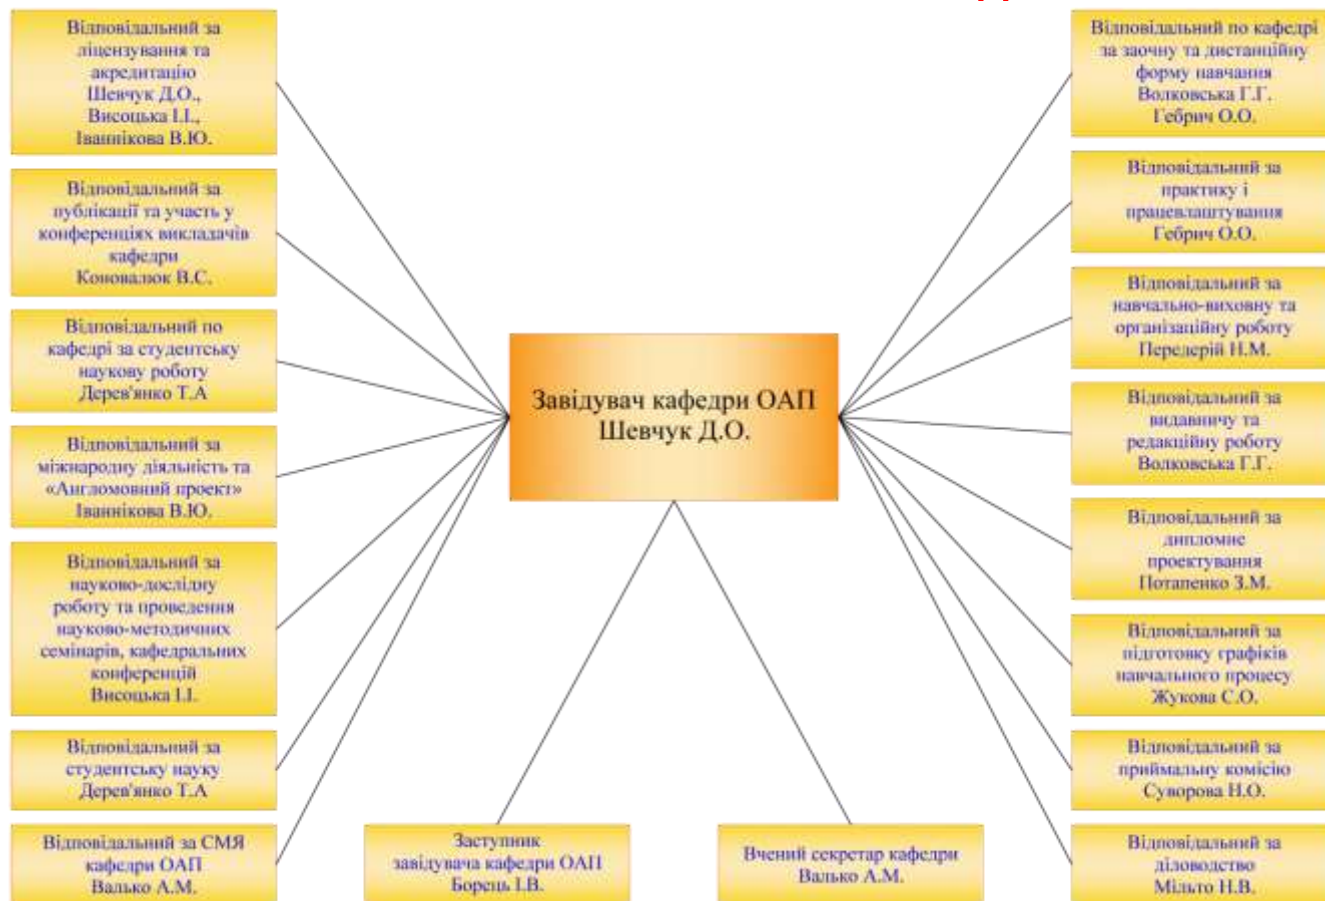 Відповідальний за
ліцензування та
акредитацію
Шевчук Д.О.,
Висоцька І.І.,
Іваннікова В.Ю.
Відповідальний за
публікації та участь у
конференціях викладачів
кафедри
Коновалюк В.С.
Відповідальний по
кафедрі за студентську
наукову роботу
Дерев'янко Т.А
Відповідальний за
міжнародну діяльність та
«Англомовний проект»
Іваннікова В.Ю.
Відповідальний за
науково-дослідну
роботу та проведення
науково-методичних
семінарів, кафедральних
конференцій
Висоцька І.І.
Відповідальний за
студентську науку
Дерев'янко Т.А
Відповідальний за СМЯ
кафедри ОАП
Валько А.М.
Завідувач кафедри ОАП
Шевчук Д.О.
Заступник
завідувача кафедри ОАП
Борець І.В.
Вчений секретар кафедри
Валько А.М.
Відповідальний по кафедрі
за заочну та дистанційну
форму навчання
Волковська Г.Г.
Гебрич О.О.
Відповідальний за
практику і
працевлаштування
Гебрич О.О.
Відповідальний за
навчально-виховну та
організаційну роботу
Передерій Н.М.
Відповідальний за
видавничу та
редакційну роботу
Волковська Г.Г.
Відповідальний за
дипломне
проектування
Потапенко З.М.
Відповідальний за
підготовку графіків
навчального процесу
Жукова С.О.
Відповідальний за
приймальну комісію
Суворова Н.О.
Відповідальний за
діловодство
Мільто Н.В.